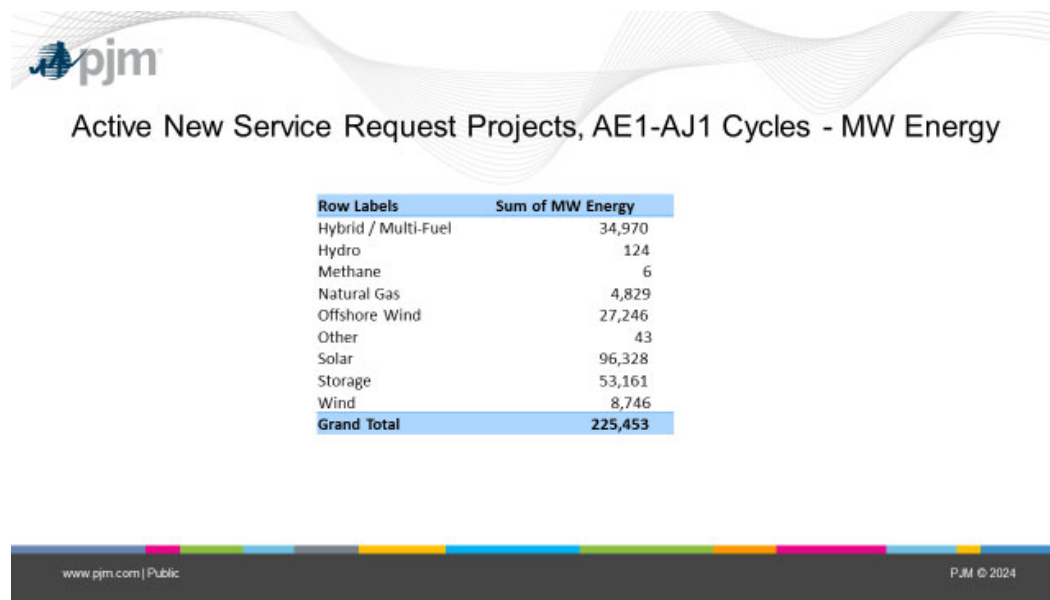 pjm
Active New Service Request Projects, AE1-AJ1 Cycles - MW Energy
Row Labels Sum of MW Energy
Hybrid / Multi-Fuel 34,970
Hydro 124
Methane 6
Natural Gas 4,829
Offshore Wind 27,246
Other 43
Solar 96,328
Storage 53,161
Wind 8,746
Grand Total 225,453
www.pjm.com | Public PJM © 2024